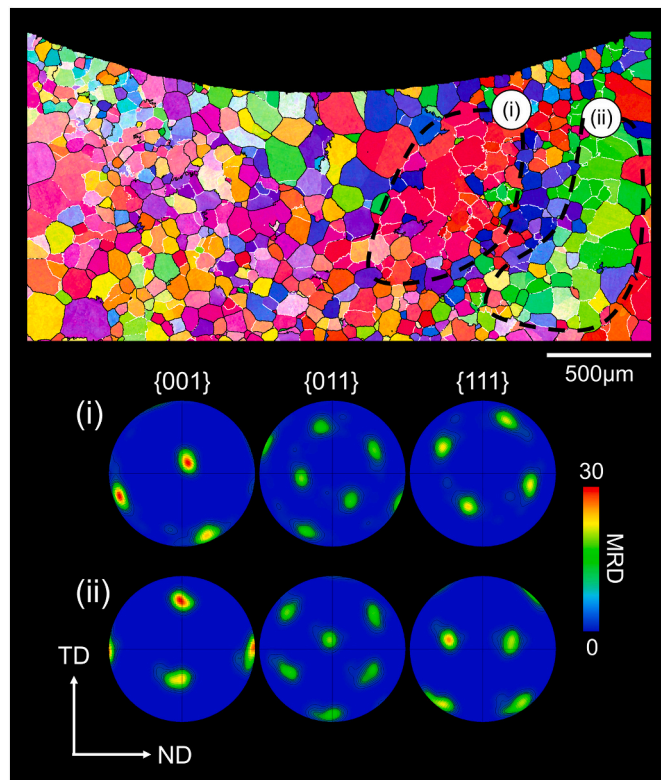 (i) (ii)
500μm
{001} {011} {111}
(i)
30
MRD
0
(ii)
TD
ND